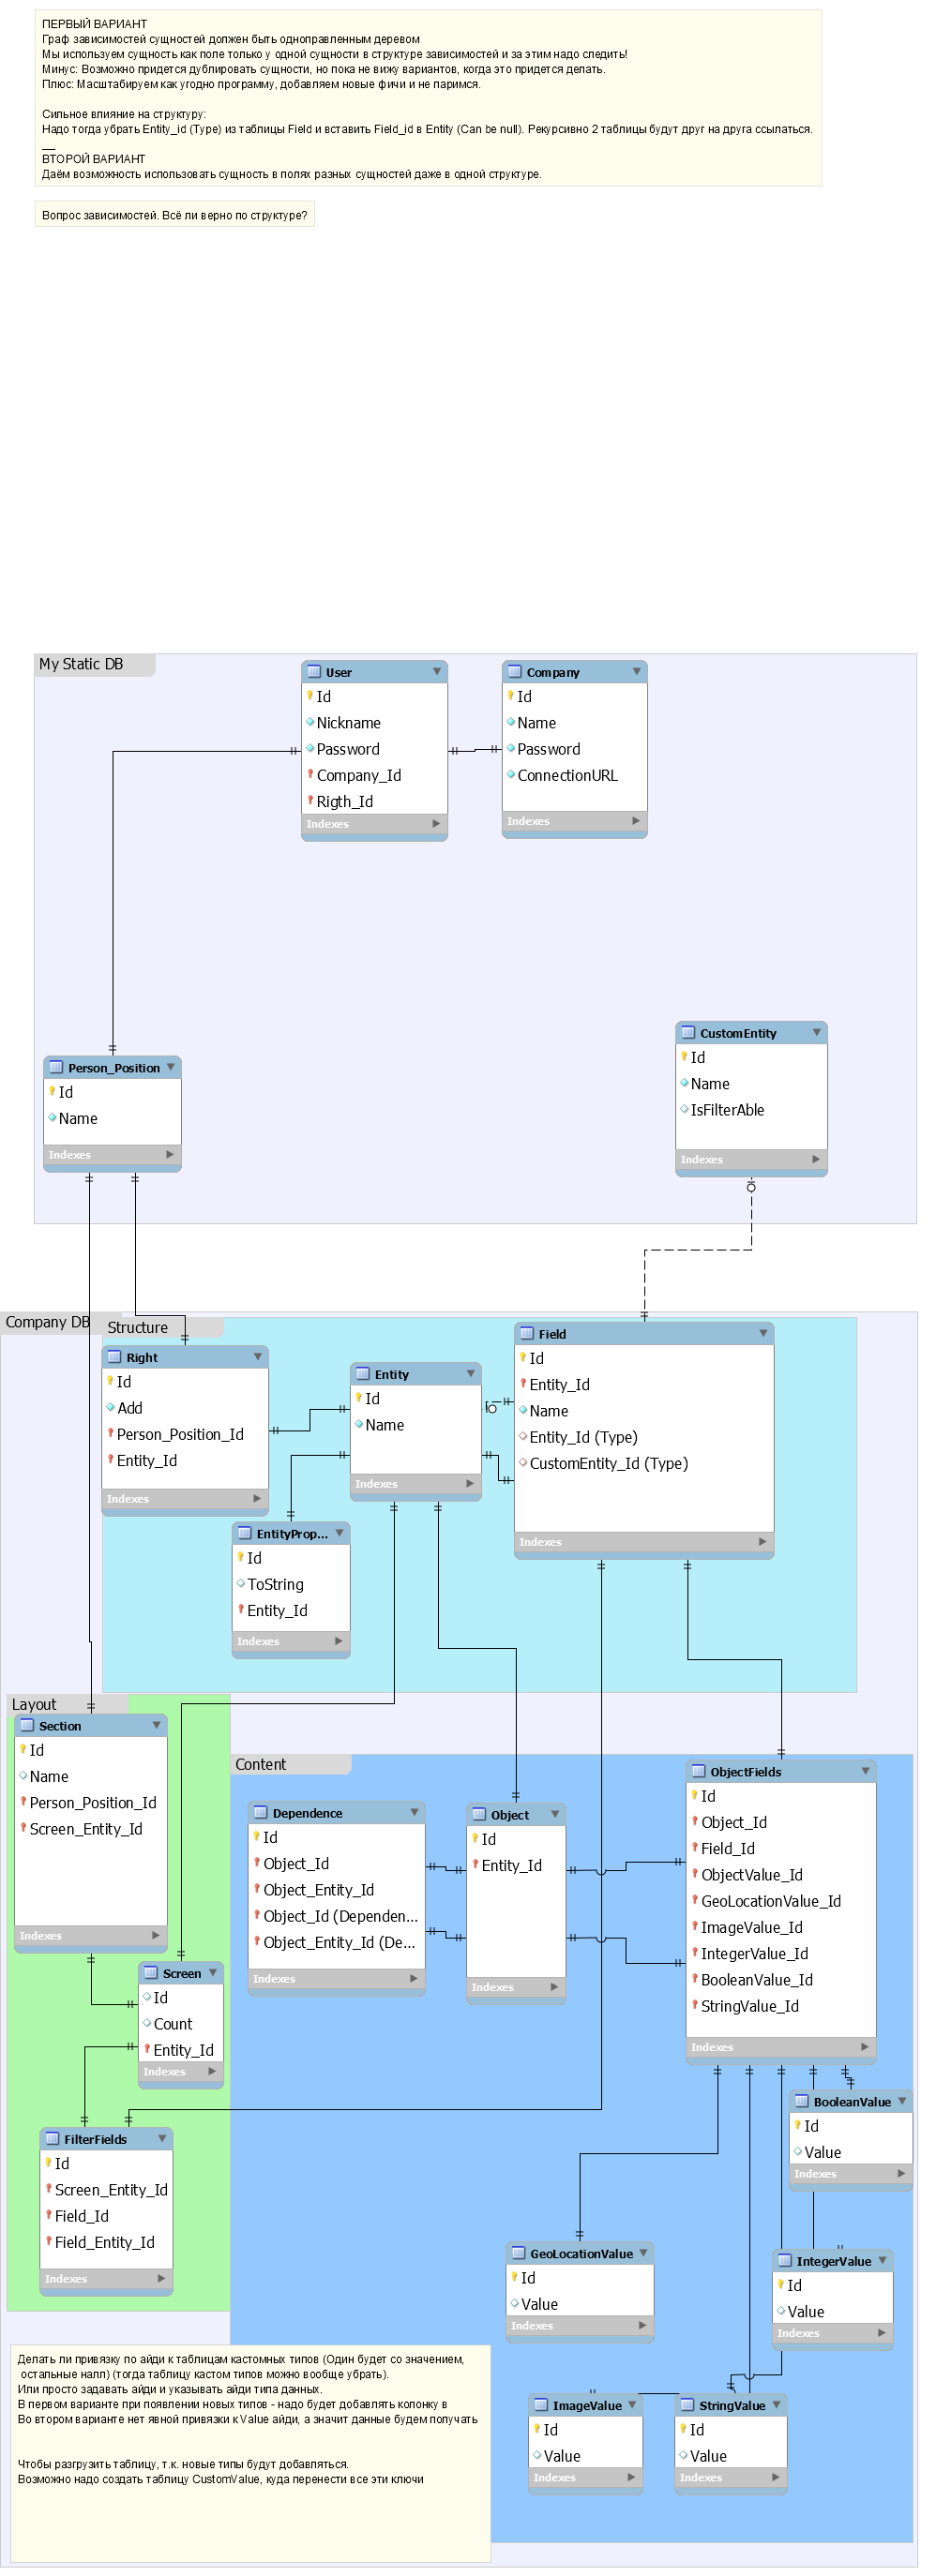 ПЕРВЫЙ ВАРИАНТ
Граф зависимостей сущностей должен быть одноправленным деревом
Мы используем сущность как поле только у одной сущности в структуре зависимостей и за этим надо следить!
Минус: Возможно придется дублировать сущности, но пока не вижу вариантов, когда это придется делать.
Плюс: Масштабируем как угодно программу, добавляем новые фичи и не паримся.
Сильное влияние на структуру:
Надо тогда убрать Entity_id (Type) из таблицы Field и вставить Field_id в Entity (Can be null). Рекурсивно 2 таблицы будут друг на друга ссылаться.
__
ВТОРОЙ ВАРИАНТ
Даём возможность использовать сущность в полях разных сущностей даже в одной структуре.
Вопрос зависимостей. Всё ли верно по структуре?
My Static DB
User
Id
Nickname
Password
Company_Id
Rigth_Id
Indexes
Company
Id
Name
Password
ConnectionURL
Indexes
Person_Position
Id
Name
Indexes
CustomEntity
Id
Name
IsFilterAble
Indexes
Company DB
Structure
Right
Id
Add
Person_Position_Id
Entity_Id
Indexes
Entity
Id
Name
Indexes
Field
Id
Entity_Id
Name
Entity_Id (Type)
CustomEntity_Id (Type)
Indexes
EntityProp...
Id
ToString
Entity_Id
Indexes
Layout
Section
Id
Name
Person_Position_Id
Screen_Entity_Id
Indexes
Screen
Id
Count
Entity_Id
Indexes
FilterFields
Id
Screen_Entity_Id
Field_Id
Field_Entity_Id
Indexes
Content
Dependence
Id
Object_Id
Object_Entity_Id
Object_Id (Dependen...
Object_Entity_Id (De...
Indexes
Object
Id
Entity_Id
Indexes
ObjectFields
Id
Object_Id
Field_Id
ObjectValue_Id
GeoLocationValue_Id
ImageValue_Id
IntegerValue_Id
BooleanValue_Id
StringValue_Id
Indexes
BooleanValue
Id
Value
Indexes
GeoLocationValue
Id
Value
Indexes
IntegerValue
Id
Value
Indexes
ImageValue
Id
Value
Indexes
StringValue
Id
Value
Indexes
Делать ли привязку по айди к таблицам кастомных типов (Один будет со значением,
остальные налл) (тогда таблицу кастом типов можно вообще убрать).
Или просто задавать айди и указывать айди типа данных.
В первом варианте при появлении новых типов - надо будет добавлять колонку в
Во втором варианте нет явной привязки к Value айди, а значит данные будем получать
Чтобы разгрузить таблицу, т.к. новые типы будут добавляться.
Возможно надо создать таблицу CustomValue, куда перенести все эти ключи